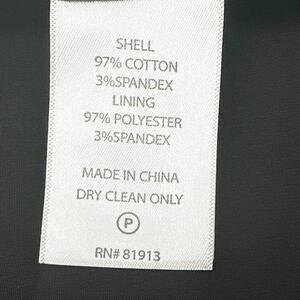 SHELL
97% COTTON
3%SPANDEX
LINING
97% POLYESTER
3%SPANDEX
MADE IN CHINA
DRY CLEAN ONLY
P
RN# 81913